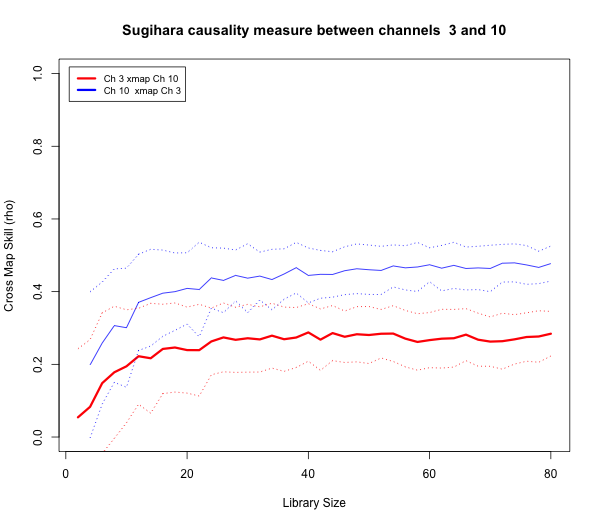 Sugihara causality measure between channels  3 and 10
Ch 3 xmap Ch 10
Ch 10  xmap Ch 3
Cross Map Skill (rho)
1.0
0.8
0.6
0.4
0.2
0.0
0 20 40 60 80
Library Size